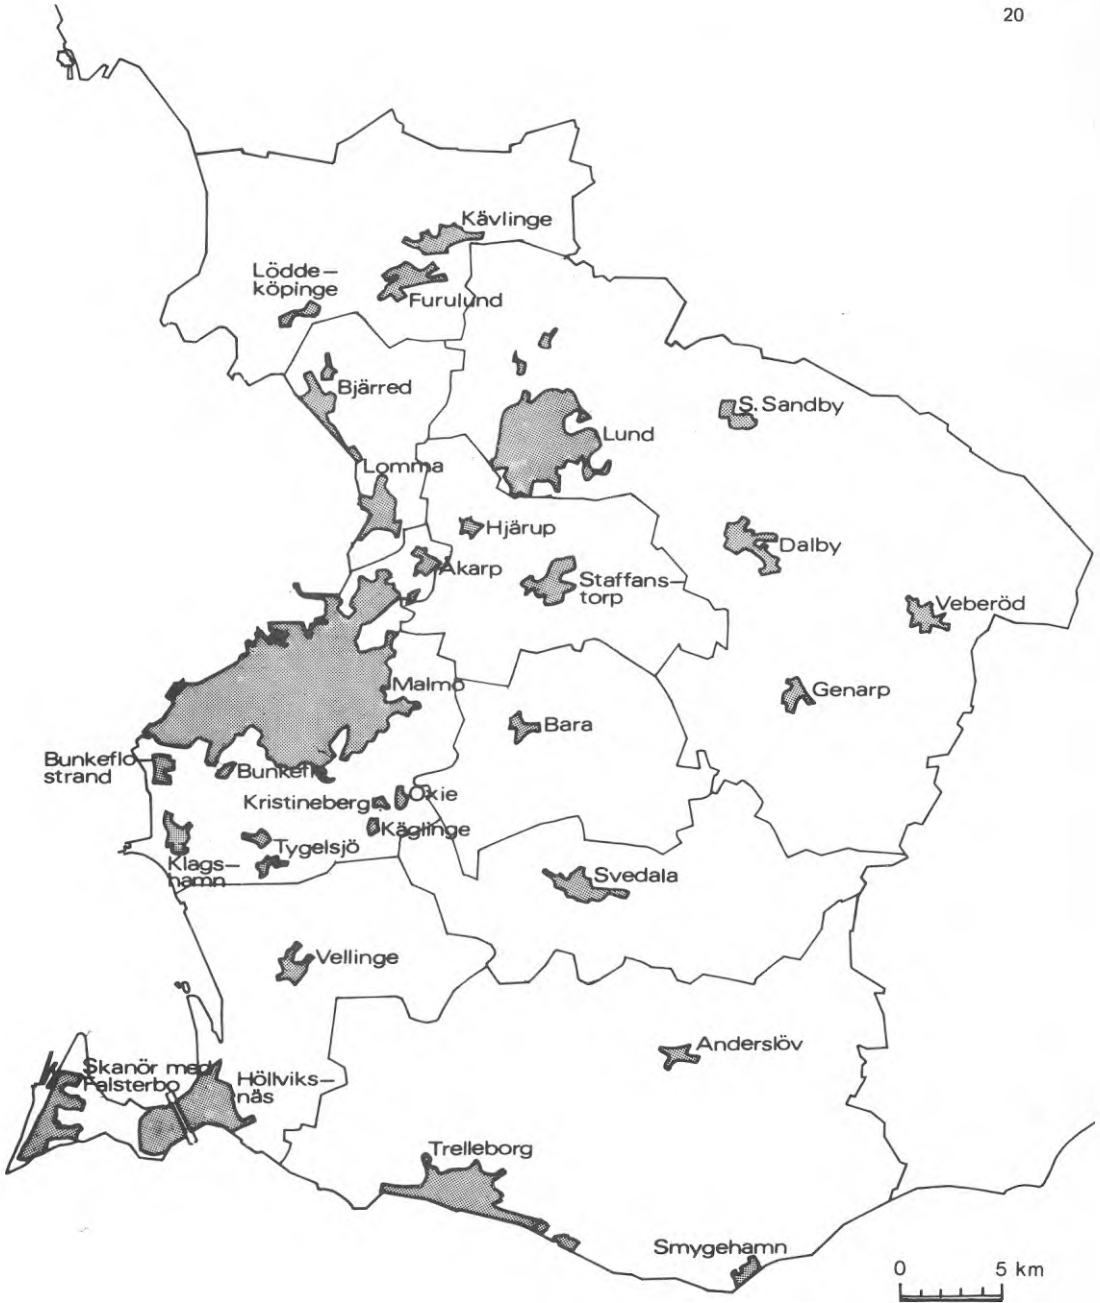 20
Kävlinge
Lödde–
köpinge
Furulund
Bjärred
S. Sandby
Lund
Lomma
Hjärup
Dalby
Åkarp
Staffans–
torp
Veberöd
Malmö
Genarp
Bara
Bunkeflo
strand
Bunkeflo
Kristineberg
Oxie
Käglinge
Tygelsjö
Klags–
hamn
Svedala
Vellinge
Anderslöv
Skanör med
Falsterbo
Höllviks–
näs
Trelleborg
Smygehamn
0 5 km